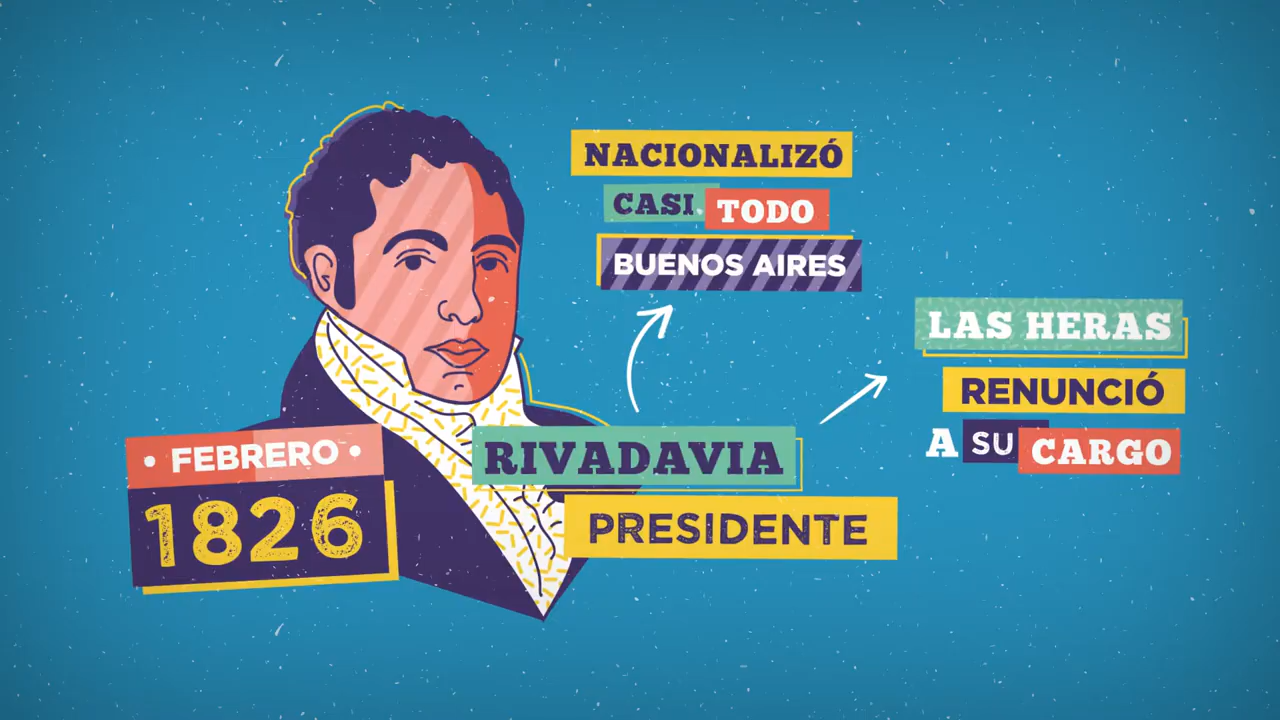 NACIONALIZÓ
CASI TODO
BUENOS AIRES
LAS HERAS
RENUNCIÓ
A SU CARGO
• FEBRERO •
1826
RIVADAVIA
PRESIDENTE